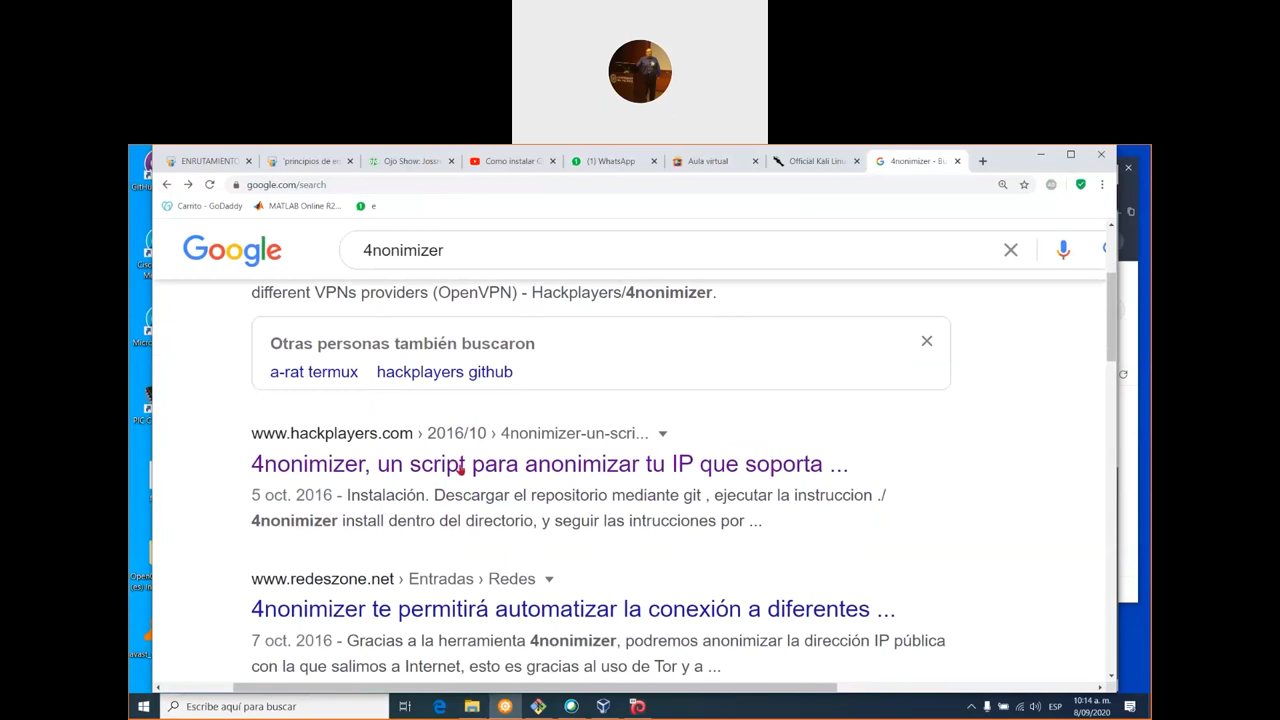 ENRUTAMIENTO
'principios de en
Ojo Show: Jossm
Como instalar G
(1) WhatsApp
Aula virtual
Official Kali Linu
4nonimizer - Bu
google.com/search
Carrito - GoDaddy
MATLAB Online R2...
e
Google
4nonimizer
different VPNs providers (OpenVPN) - Hackplayers/4nonimizer.
Otras personas también buscaron
a-rat termux hackplayers github
www.hackplayers.com › 2016/10 › 4nonimizer-un-scri...
4nonimizer, un script para anonimizar tu IP que soporta ...
5 oct. 2016 - Instalación. Descargar el repositorio mediante git , ejecutar la instruccion ./
4nonimizer install dentro del directorio, y seguir las intrucciones por ...
www.redeszone.net › Entradas › Redes
4nonimizer te permitirá automatizar la conexión a diferentes ...
7 oct. 2016 - Gracias a la herramienta 4nonimizer, podremos anonimizar la dirección IP pública
con la que salimos a Internet, esto es gracias al uso de Tor y a ...
Escribe aquí para buscar
ESP
10:14 a. m.
8/09/2020